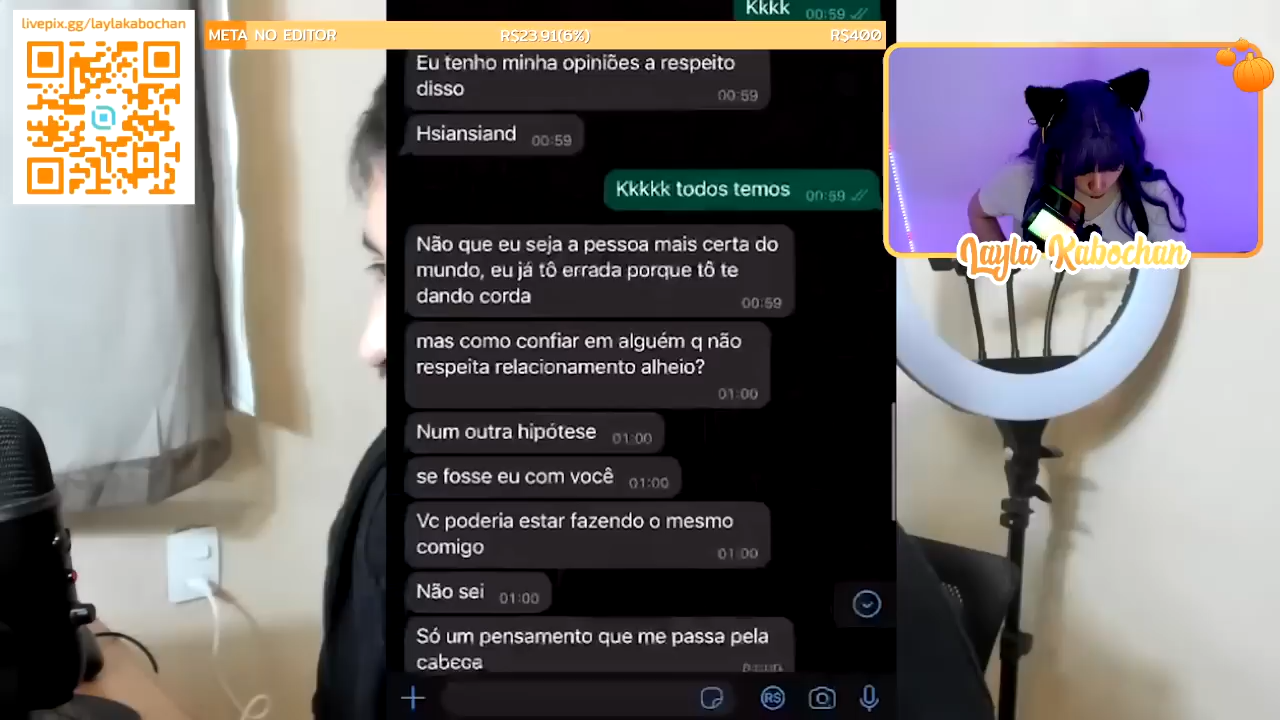 livepix.gg/laylakabochan
META NO EDITOR R$23.91(6%) R$400
Kkkk 00:59
Eu tenho minha opiniões a respeito
disso 00:59
Hsiansiand 00:59
Kkkkk todos temos 00:59
Não que eu seja a pessoa mais certa do
mundo, eu já tô errada porque tô te
dando corda 00:59
mas como confiar em alguém q não
respeita relacionamento alheio?
01:00
Num outra hipótese 01:00
se fosse eu com você 01:00
Vc poderia estar fazendo o mesmo
comigo 01:00
Não sei 01:00
Só um pensamento que me passa pela
cabeça
R$
Layla Kabochan